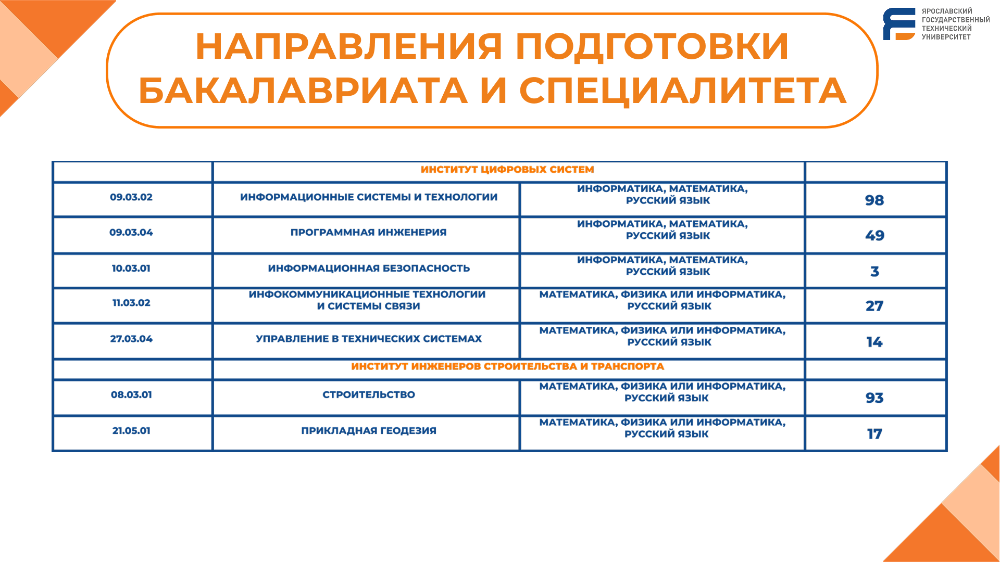 ЯРОСЛАВСКИЙ
ГОСУДАРСТВЕННЫЙ
ТЕХНИЧЕСКИЙ
УНИВЕРСИТЕТ
НАПРАВЛЕНИЯ ПОДГОТОВКИ
БАКАЛАВРИАТА И СПЕЦИАЛИТЕТА
ИНСТИТУТ ЦИФРОВЫХ СИСТЕМ
09.03.02
ИНФОРМАЦИОННЫЕ СИСТЕМЫ И ТЕХНОЛОГИИ
ИНФОРМАТИКА, МАТЕМАТИКА,
РУССКИЙ ЯЗЫК
98
09.03.04
ПРОГРАММНАЯ ИНЖЕНЕРИЯ
ИНФОРМАТИКА, МАТЕМАТИКА,
РУССКИЙ ЯЗЫК
49
10.03.01
ИНФОРМАЦИОННАЯ БЕЗОПАСНОСТЬ
ИНФОРМАТИКА, МАТЕМАТИКА,
РУССКИЙ ЯЗЫК
3
11.03.02
ИНФОКОММУНИКАЦИОННЫЕ ТЕХНОЛОГИИ
И СИСТЕМЫ СВЯЗИ
МАТЕМАТИКА, ФИЗИКА ИЛИ ИНФОРМАТИКА,
РУССКИЙ ЯЗЫК
27
27.03.04
УПРАВЛЕНИЕ В ТЕХНИЧЕСКИХ СИСТЕМАХ
МАТЕМАТИКА, ФИЗИКА ИЛИ ИНФОРМАТИКА,
РУССКИЙ ЯЗЫК
14
ИНСТИТУТ ИНЖЕНЕРОВ СТРОИТЕЛЬСТВА И ТРАНСПОРТА
08.03.01
СТРОИТЕЛЬСТВО
МАТЕМАТИКА, ФИЗИКА ИЛИ ИНФОРМАТИКА,
РУССКИЙ ЯЗЫК
93
21.05.01
ПРИКЛАДНАЯ ГЕОДЕЗИЯ
МАТЕМАТИКА, ФИЗИКА ИЛИ ИНФОРМАТИКА,
РУССКИЙ ЯЗЫК
17